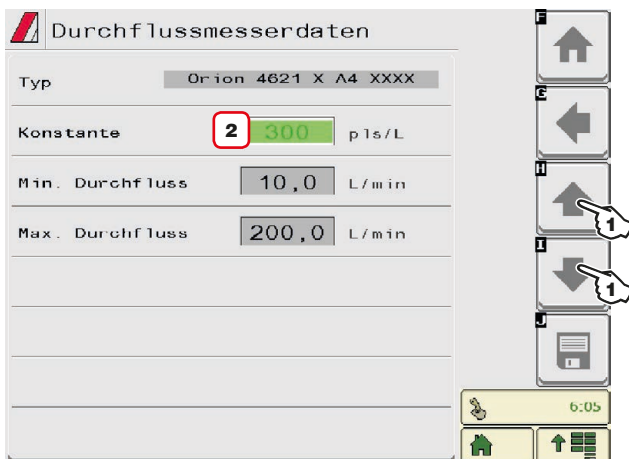 Durchflussmesserdaten
Typ Orion 4621 X A4 XXXX
Konstante 2 300 pls/L
Min. Durchfluss 10,0 L/min
Max. Durchfluss 200,0 L/min
F
G
H
1
I
1
J
6:05